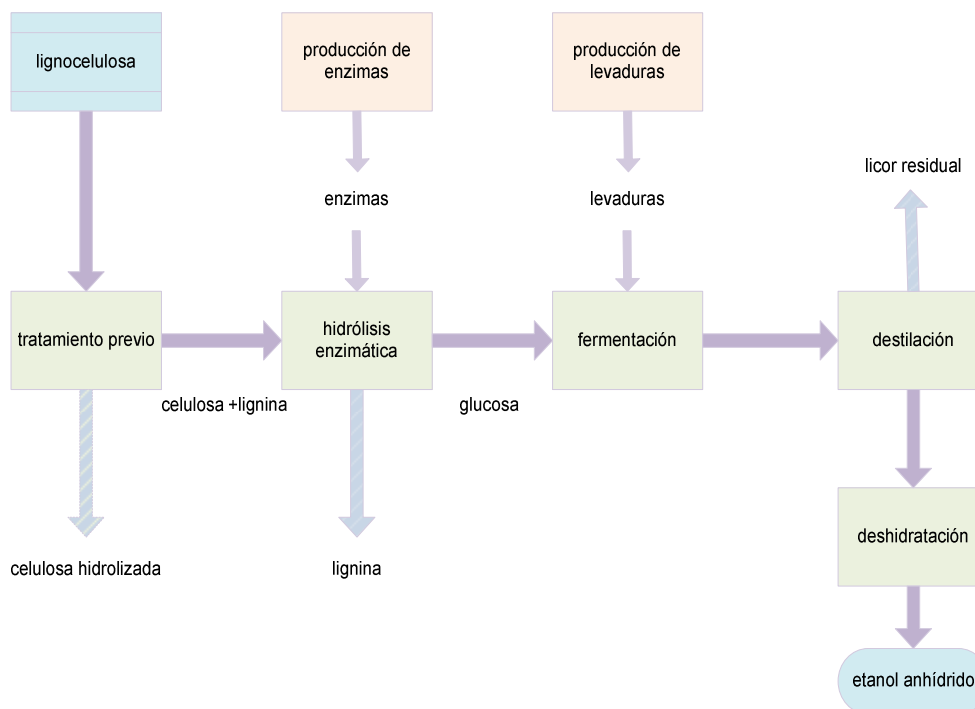 lignocelulosa
producción de
enzimas
producción de
levaduras
enzimas
levaduras
licor residual
tratamiento previo
hidrólisis
enzimática
fermentación
destilación
celulosa +lignina
glucosa
deshidratación
celulosa hidrolizada
lignina
etanol anhídrido